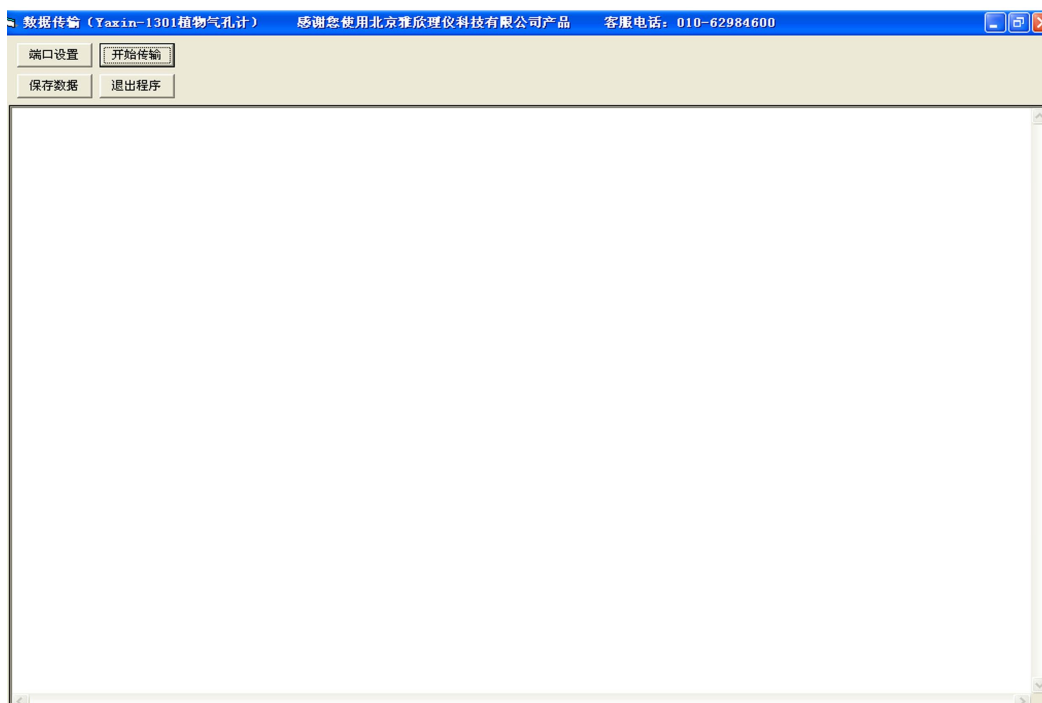 数据传输（Yaxin-1301植物气孔计） 感谢您使用北京雅欣理仪科技有限公司产品 客服电话：010-62984600
端口设置 开始传输
保存数据 退出程序